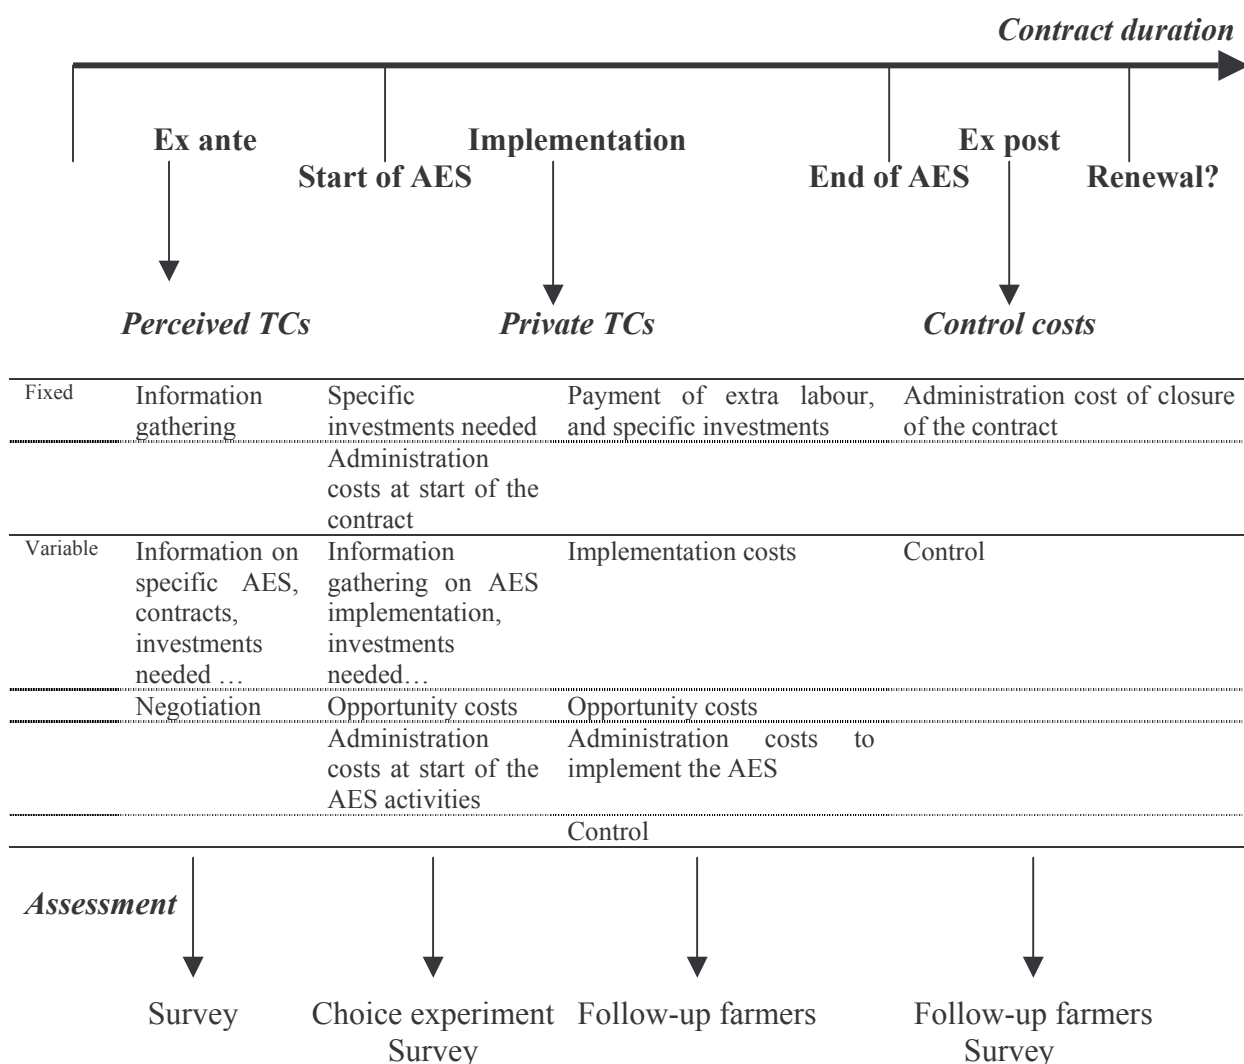 Contract duration
Ex ante
Implementation
Ex post
Start of AES
End of AES
Renewal?
Perceived TCs
Private TCs
Control costs
Fixed
Information
gathering
Specific
investments needed
Payment of extra labour,
and specific investments
Administration cost of closure
of the contract
Administration
costs at start of the
contract
Variable
Information on
specific AES,
contracts,
investments
needed …
Information
gathering on AES
implementation,
investments
needed…
Implementation costs
Control
Negotiation
Opportunity costs
Opportunity costs
Administration
costs at start of the
AES activities
Administration costs to
implement the AES
Control
Assessment
Survey
Choice experiment
Survey
Follow-up farmers
Follow-up farmers
Survey